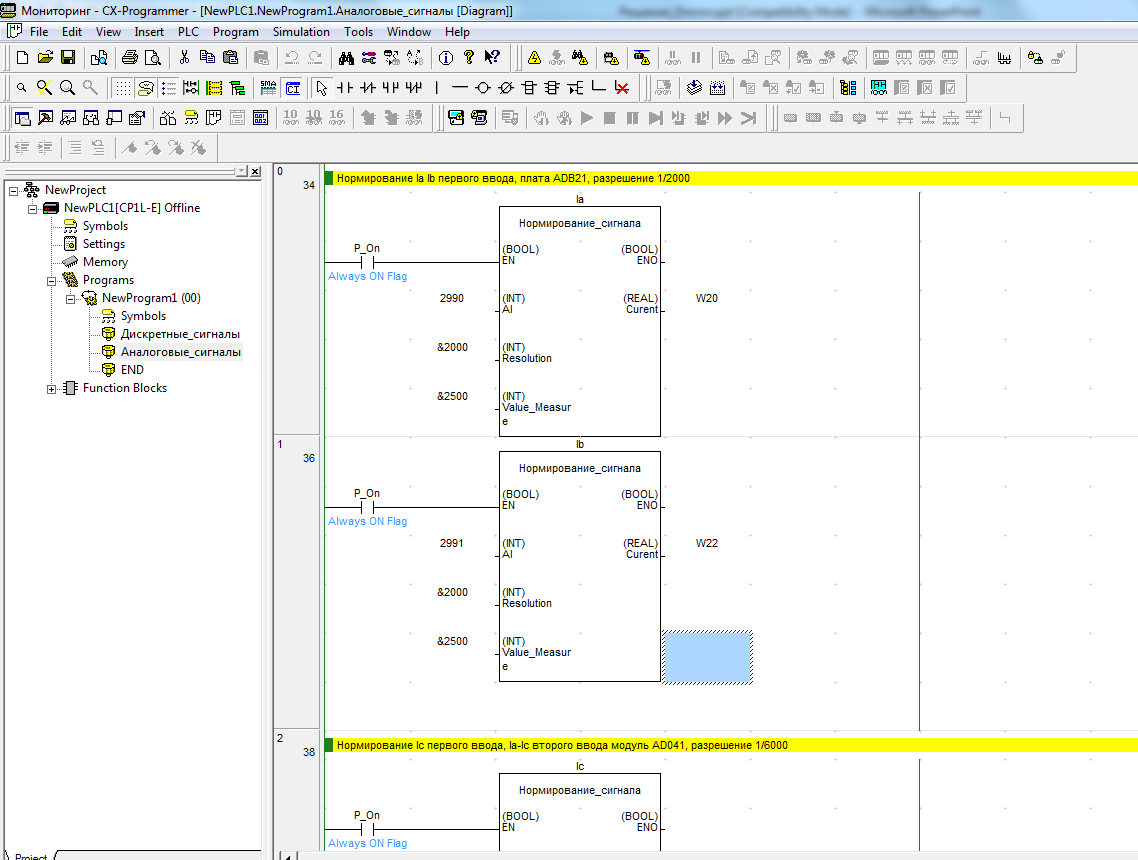 Мониторинг - CX-Programmer - [NewPLC1.NewProgram1.Аналоговые_сигналы [Diagram]]
File Edit View Insert PLC Program Simulation Tools Window Help
NewProject
NewPLC1[CP1L-E] Offline
Symbols
Settings
Memory
Programs
NewProgram1 (00)
Symbols
Дискретные_сигналы
Аналоговые_сигналы
END
Function Blocks
Project
0
34
Нормирование Ia Ib первого ввода, плата ADB21, разрешение 1/2000
Ia
Нормирование_сигнала
P_On
(BOOL) (BOOL)
EN ENO
Always ON Flag
2990 (INT) (REAL) W20
AI Curent
&2000 (INT)
Resolution
&2500 (INT)
Value_Measur
e
1
36
Ib
Нормирование_сигнала
P_On
(BOOL) (BOOL)
EN ENO
Always ON Flag
2991 (INT) (REAL) W22
AI Curent
&2000 (INT)
Resolution
&2500 (INT)
Value_Measur
e
2
38
Нормирование Ic первого ввода, Ia-Ic второго ввода модуль AD041, разрешение 1/6000
Ic
Нормирование_сигнала
P_On
(BOOL) (BOOL)
EN ENO
Always ON Flag